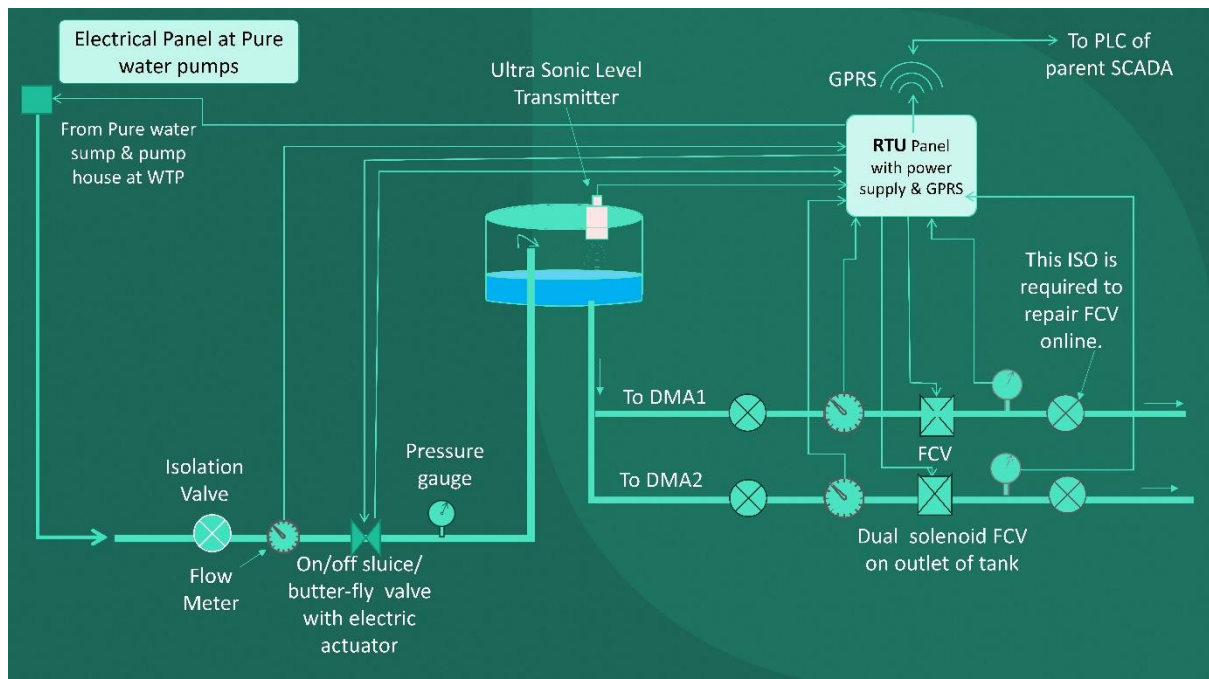 Electrical Panel at Pure
water pumps
From Pure water
sump & pump
house at WTP
Ultra Sonic Level
Transmitter
GPRS
To PLC of
parent SCADA
RTU Panel
with power
supply & GPRS
This ISO is
required to
repair FCV
online.
To DMA1
FCV
To DMA2
Dual solenoid FCV
on outlet of tank
Isolation
Valve
Flow
Meter
On/off sluice/
butter-fly valve
with electric
actuator
Pressure
gauge